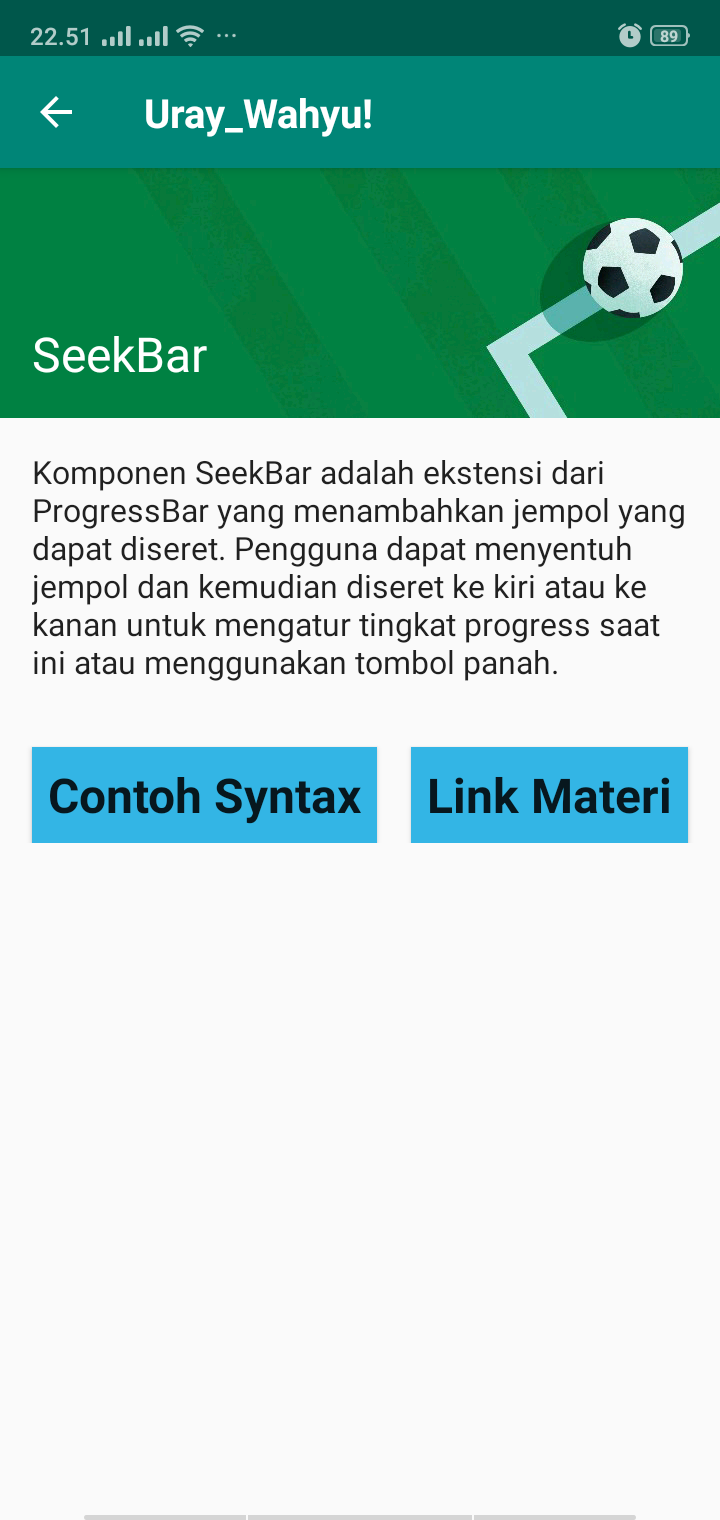 22.51
89
Uray_Wahyu!
SeekBar
Komponen SeekBar adalah ekstensi dari
ProgressBar yang menambahkan jempol yang
dapat diseret. Pengguna dapat menyentuh
jempol dan kemudian diseret ke kiri atau ke
kanan untuk mengatur tingkat progress saat
ini atau menggunakan tombol panah.
Contoh Syntax
Link Materi